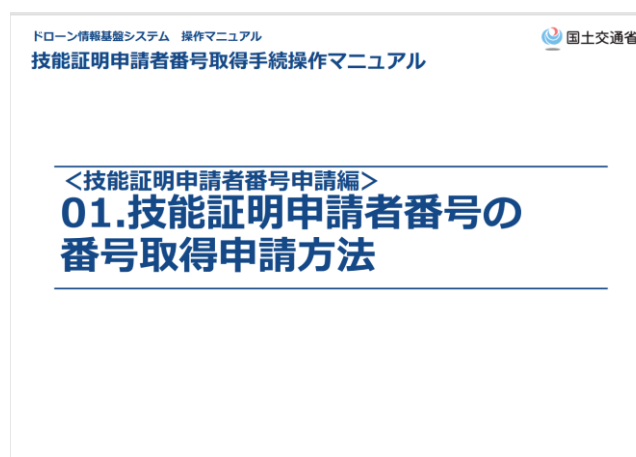 ドローン情報基盤システム　操作マニュアル
技能証明申請者番号取得手続操作マニュアル
国土交通省
＜技能証明申請者番号申請編＞
01.技能証明申請者番号の
番号取得申請方法